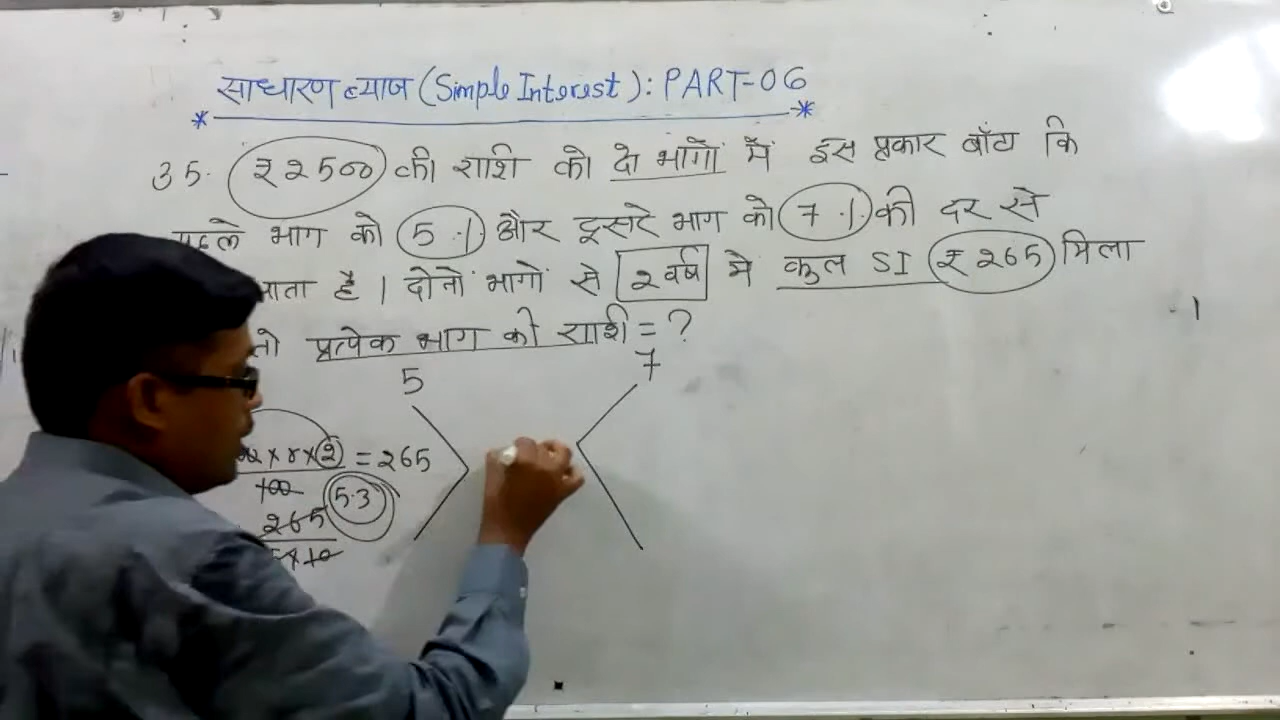 साधारण ब्याज (Simple Interest): PART-06
35. ₹2500 की राशि को दो भागों में इस प्रकार बाँटा कि
पहले भाग को 5% और दूसरे भाग को 7% की दर से
है। दोनों भागों से 2 वर्ष में कुल SI ₹265 मिला
तो प्रत्येक भाग की राशि = ?
5 7
× r × 2 = 265
100
5.3
265